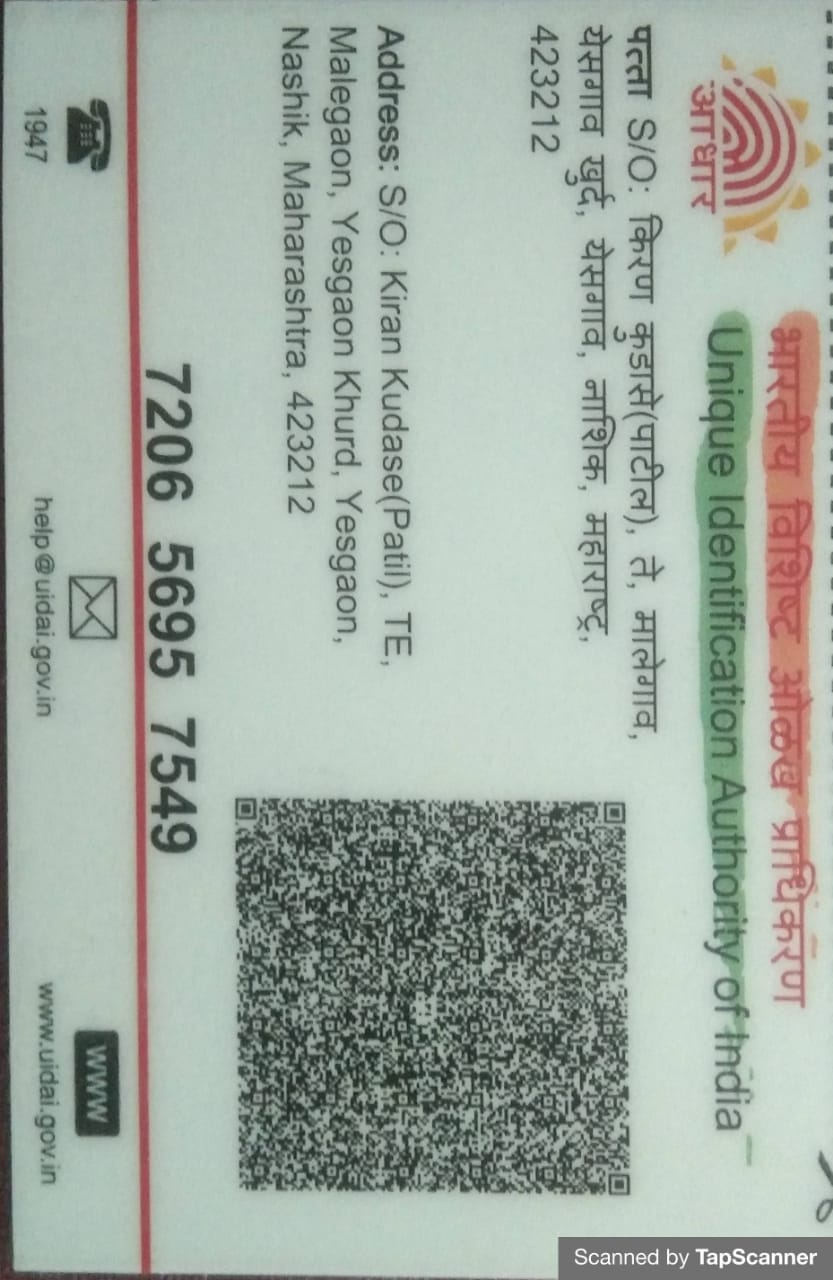 आधार
भारतीय विशिष्ट ओळख प्राधिकरण
Unique Identification Authority of India
पत्ता S/O: किरण कुडासे(पाटील), ते, मालेगाव,
येसगाव खुर्द, येसगाव, नाशिक, महाराष्ट्र,
423212
Address: S/O: Kiran Kudase(Patil), TE,
Malegaon, Yesgaon Khurd, Yesgaon,
Nashik, Maharashtra, 423212
7206 5695 7549
1947
help@uidai.gov.in
WWW
www.uidai.gov.in
Scanned by TapScanner